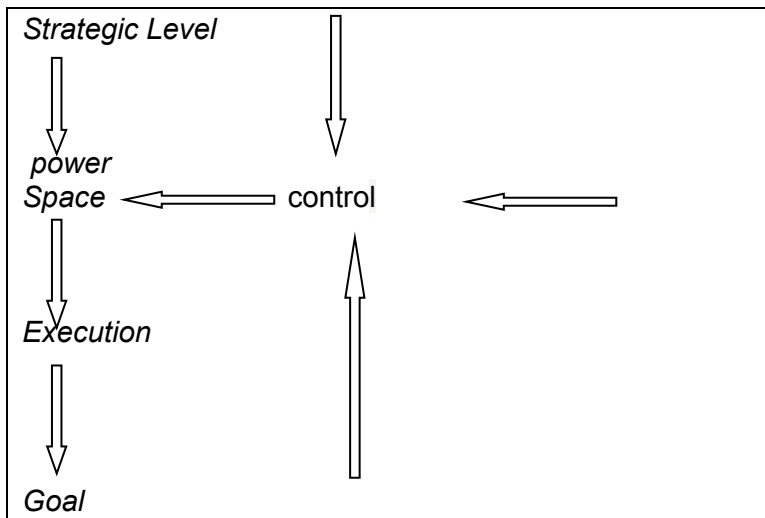 Strategic Level
power
Space control
Execution
Goal